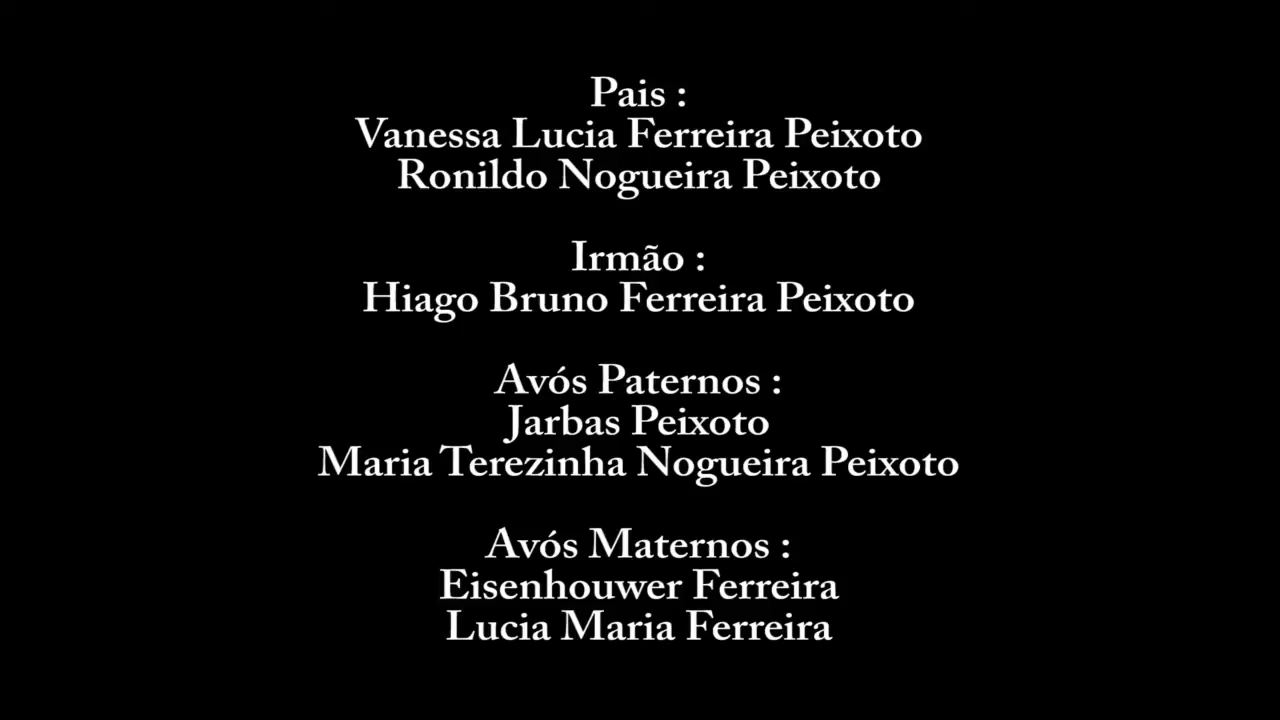 Pais :
Vanessa Lucia Ferreira Peixoto
Ronildo Nogueira Peixoto
Irmão :
Hiago Bruno Ferreira Peixoto
Avós Paternos :
Jarbas Peixoto
Maria Terezinha Nogueira Peixoto
Avós Maternos :
Eisenhouwer Ferreira
Lucia Maria Ferreira